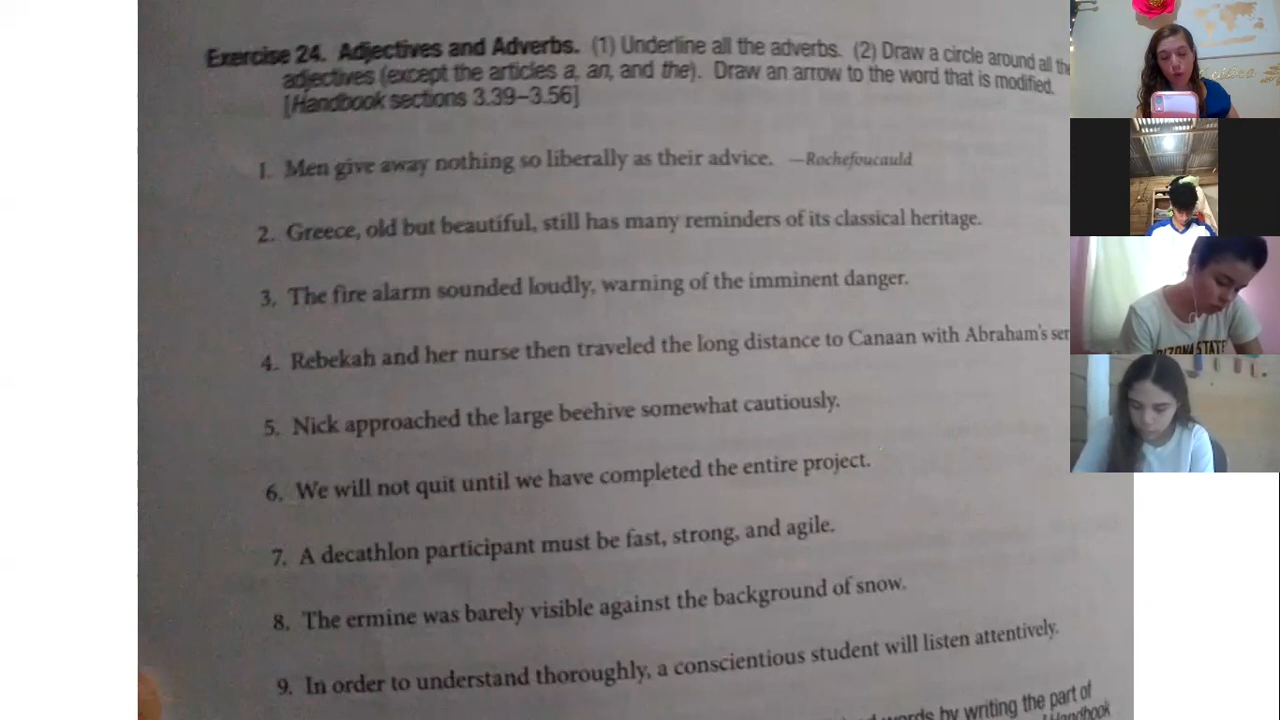 Exercise 24. Adjectives and Adverbs. (1) Underline all the adverbs. (2) Draw a circle around all the
adjectives (except the articles a, an, and the). Draw an arrow to the word that is modified.
[Handbook sections 3.39–3.56]
1. Men give away nothing so liberally as their advice. —Rochefoucauld
2. Greece, old but beautiful, still has many reminders of its classical heritage.
3. The fire alarm sounded loudly, warning of the imminent danger.
4. Rebekah and her nurse then traveled the long distance to Canaan with Abraham's ser
5. Nick approached the large beehive somewhat cautiously.
6. We will not quit until we have completed the entire project.
7. A decathlon participant must be fast, strong, and agile.
8. The ermine was barely visible against the background of snow.
9. In order to understand thoroughly, a conscientious student will listen attentively.
words by writing the part of
[Handbook
ARIZONA STATE